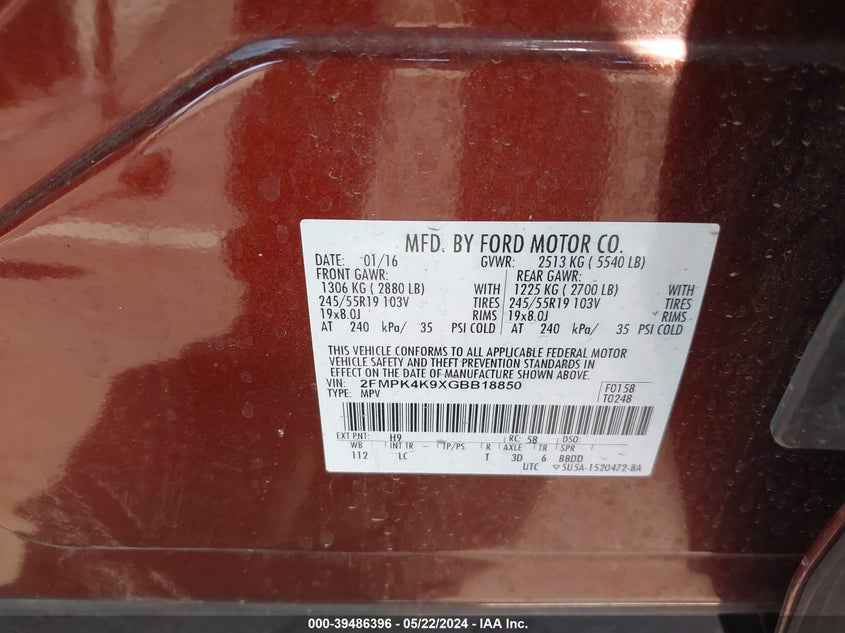 MFD. BY FORD MOTOR CO.
DATE: 01/16 GVWR: 2513 KG ( 5540 LB)
FRONT GAWR: REAR GAWR:
1306 KG ( 2880 LB) WITH 1225 KG ( 2700 LB) WITH
245/55R19 103V TIRES 245/55R19 103V TIRES
19x8.0J RIMS 19x8.0J RIMS
AT 240 kPa/ 35 PSI COLD AT 240 kPa/ 35 PSI COLD
THIS VEHICLE CONFORMS TO ALL APPLICABLE FEDERAL MOTOR
VEHICLE SAFETY AND THEFT PREVENTION STANDARDS IN
EFFECT ON THE DATE OF MANUFACTURE SHOWN ABOVE.
VIN: 2FMPK4K9XGBB18850 F0158
TYPE: MPV T0248
EXT PNT: H9 RC: 58 DSO:
WB INT TR TP/PS R AXLE TR SPR
112 LC T 3D 6 BBDD
UTC 5U5A-1520472-BA
000-39486396 - 05/22/2024 - IAA Inc.